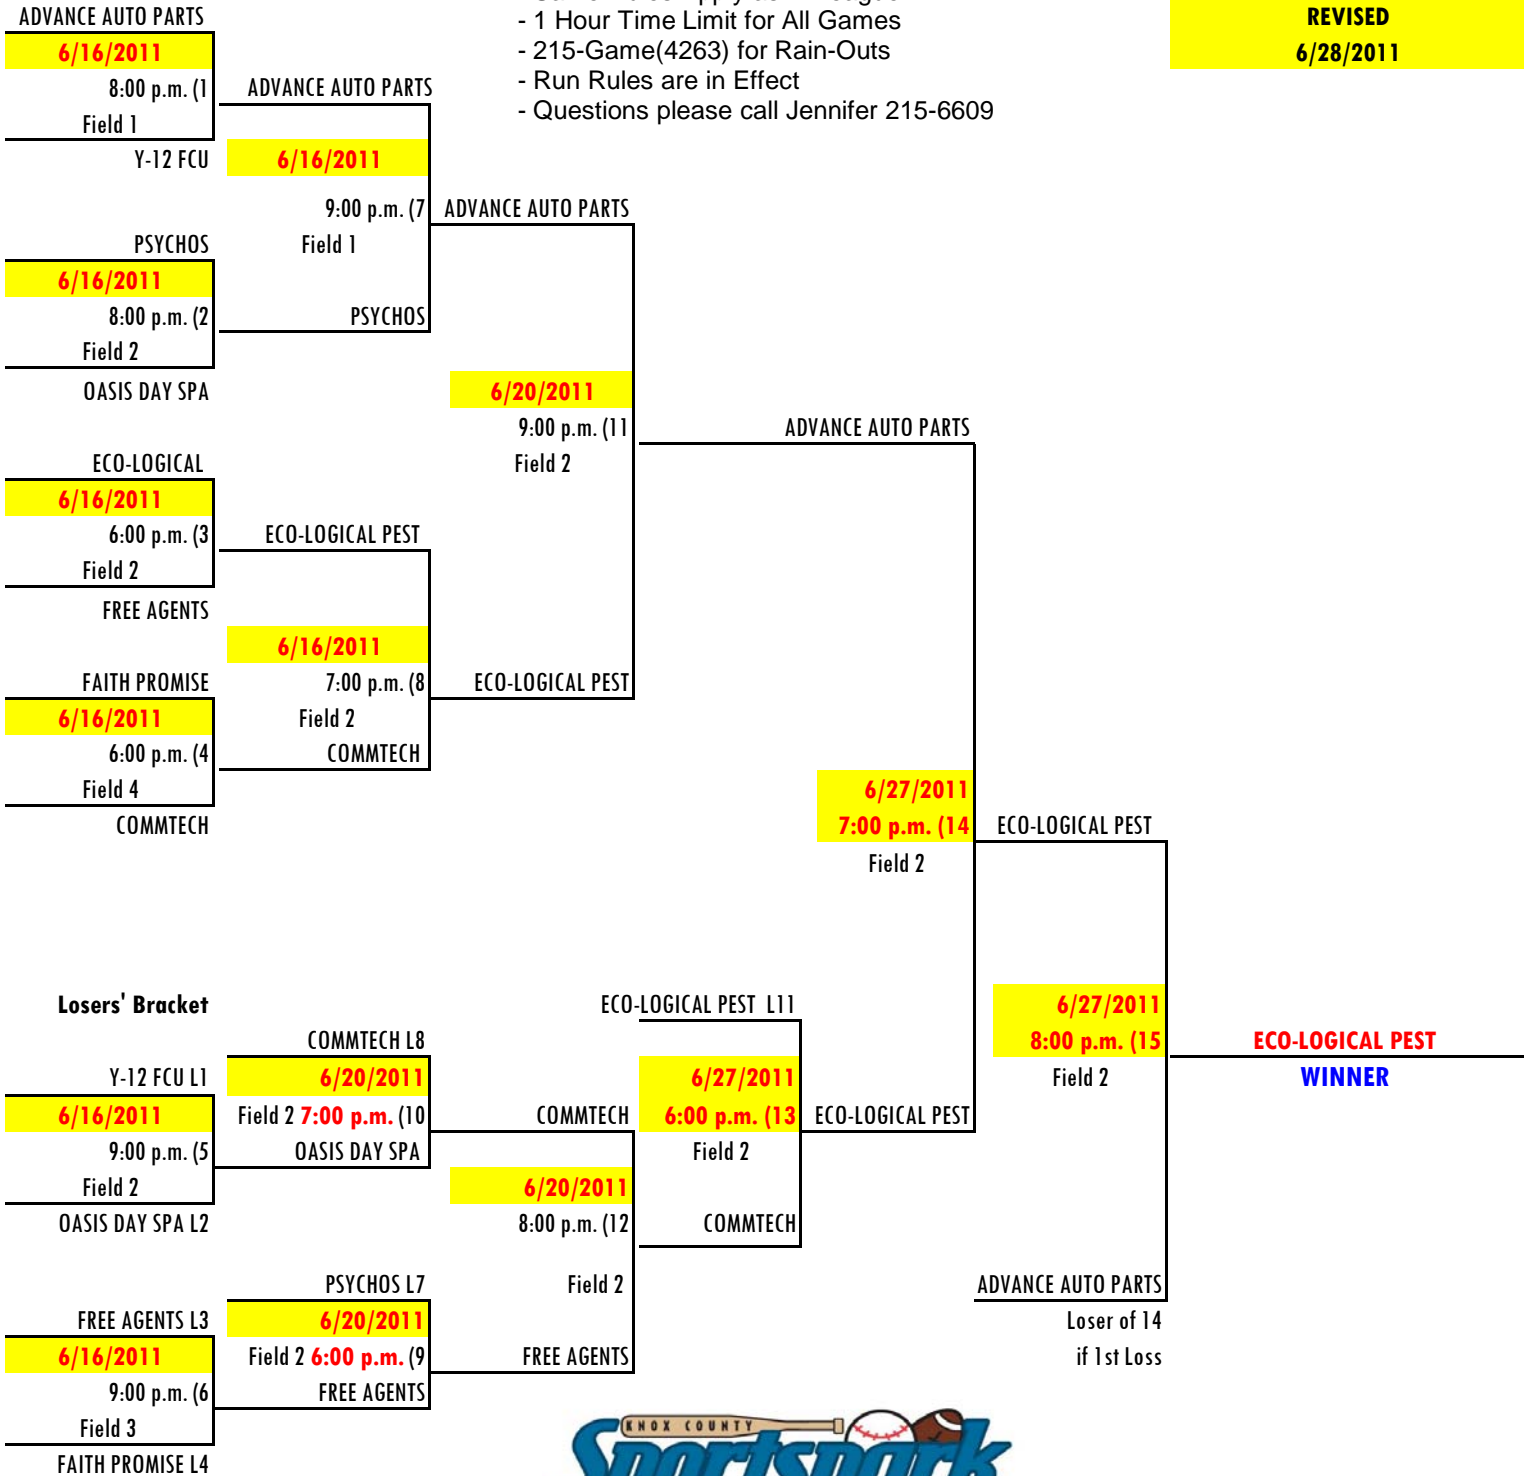 ADVANCE AUTO PARTS
- 1 Hour Time Limit for All Games
- 215-Game(4263) for Rain-Outs
- Run Rules are in Effect
- Questions please call Jennifer 215-6609
REVISED
6/28/2011
6/16/2011
8:00 p.m. (1
Field 1
Y-12 FCU
ADVANCE AUTO PARTS
6/16/2011
9:00 p.m. (7
Field 1
ADVANCE AUTO PARTS
PSYCHOS
6/16/2011
8:00 p.m. (2
Field 2
OASIS DAY SPA
PSYCHOS
6/20/2011
9:00 p.m. (11
Field 2
ADVANCE AUTO PARTS
ECO-LOGICAL
6/16/2011
6:00 p.m. (3
Field 2
FREE AGENTS
ECO-LOGICAL PEST
6/16/2011
7:00 p.m. (8
Field 2
ECO-LOGICAL PEST
FAITH PROMISE
6/16/2011
6:00 p.m. (4
Field 4
COMMTECH
COMMTECH
6/27/2011
7:00 p.m. (14
Field 2
ECO-LOGICAL PEST
Losers' Bracket
ECO-LOGICAL PEST L11
6/27/2011
8:00 p.m. (15
Field 2
ECO-LOGICAL PEST
WINNER
COMMTECH L8
Y-12 FCU L1
6/20/2011
6/27/2011
6/16/2011
Field 2 7:00 p.m. (10
COMMTECH
6:00 p.m. (13
ECO-LOGICAL PEST
9:00 p.m. (5
OASIS DAY SPA
Field 2
Field 2
6/20/2011
OASIS DAY SPA L2
8:00 p.m. (12
COMMTECH
PSYCHOS L7
Field 2
ADVANCE AUTO PARTS
FREE AGENTS L3
6/20/2011
Loser of 14
6/16/2011
Field 2 6:00 p.m. (9
FREE AGENTS
if 1st Loss
9:00 p.m. (6
FREE AGENTS
Field 3
FAITH PROMISE L4
KNOX COUNTY
Sportspark